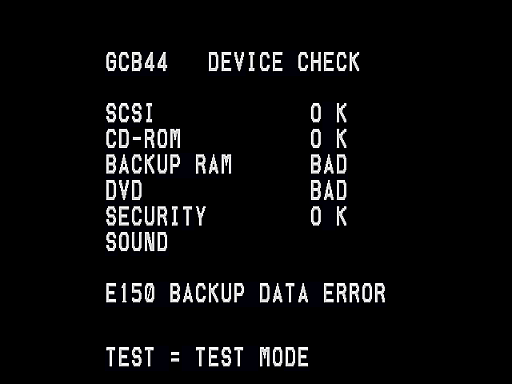 GCB44 DEVICE CHECK
SCSI O K
CD-ROM O K
BACKUP RAM BAD
DVD BAD
SECURITY O K
SOUND
E150 BACKUP DATA ERROR
TEST = TEST MODE